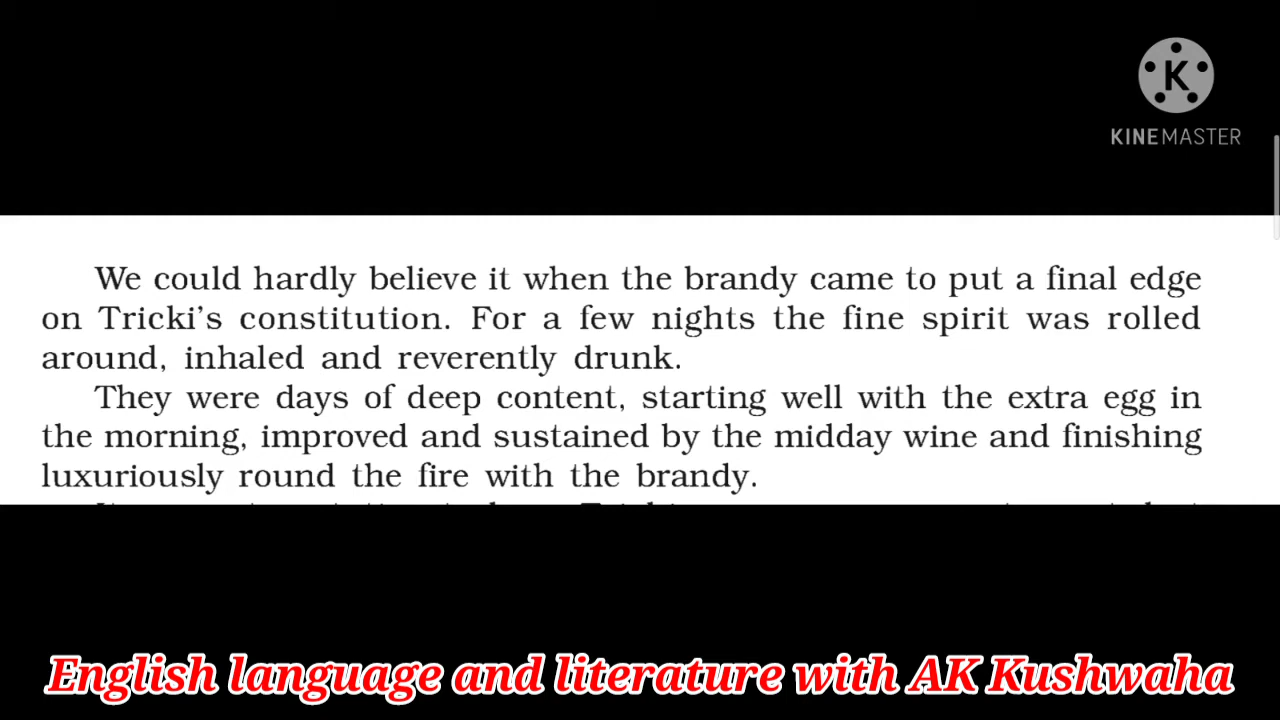 KINEMASTER
We could hardly believe it when the brandy came to put a final edge
on Tricki’s constitution. For a few nights the fine spirit was rolled
around, inhaled and reverently drunk.
They were days of deep content, starting well with the extra egg in
the morning, improved and sustained by the midday wine and finishing
luxuriously round the fire with the brandy.
English language and literature with AK Kushwaha